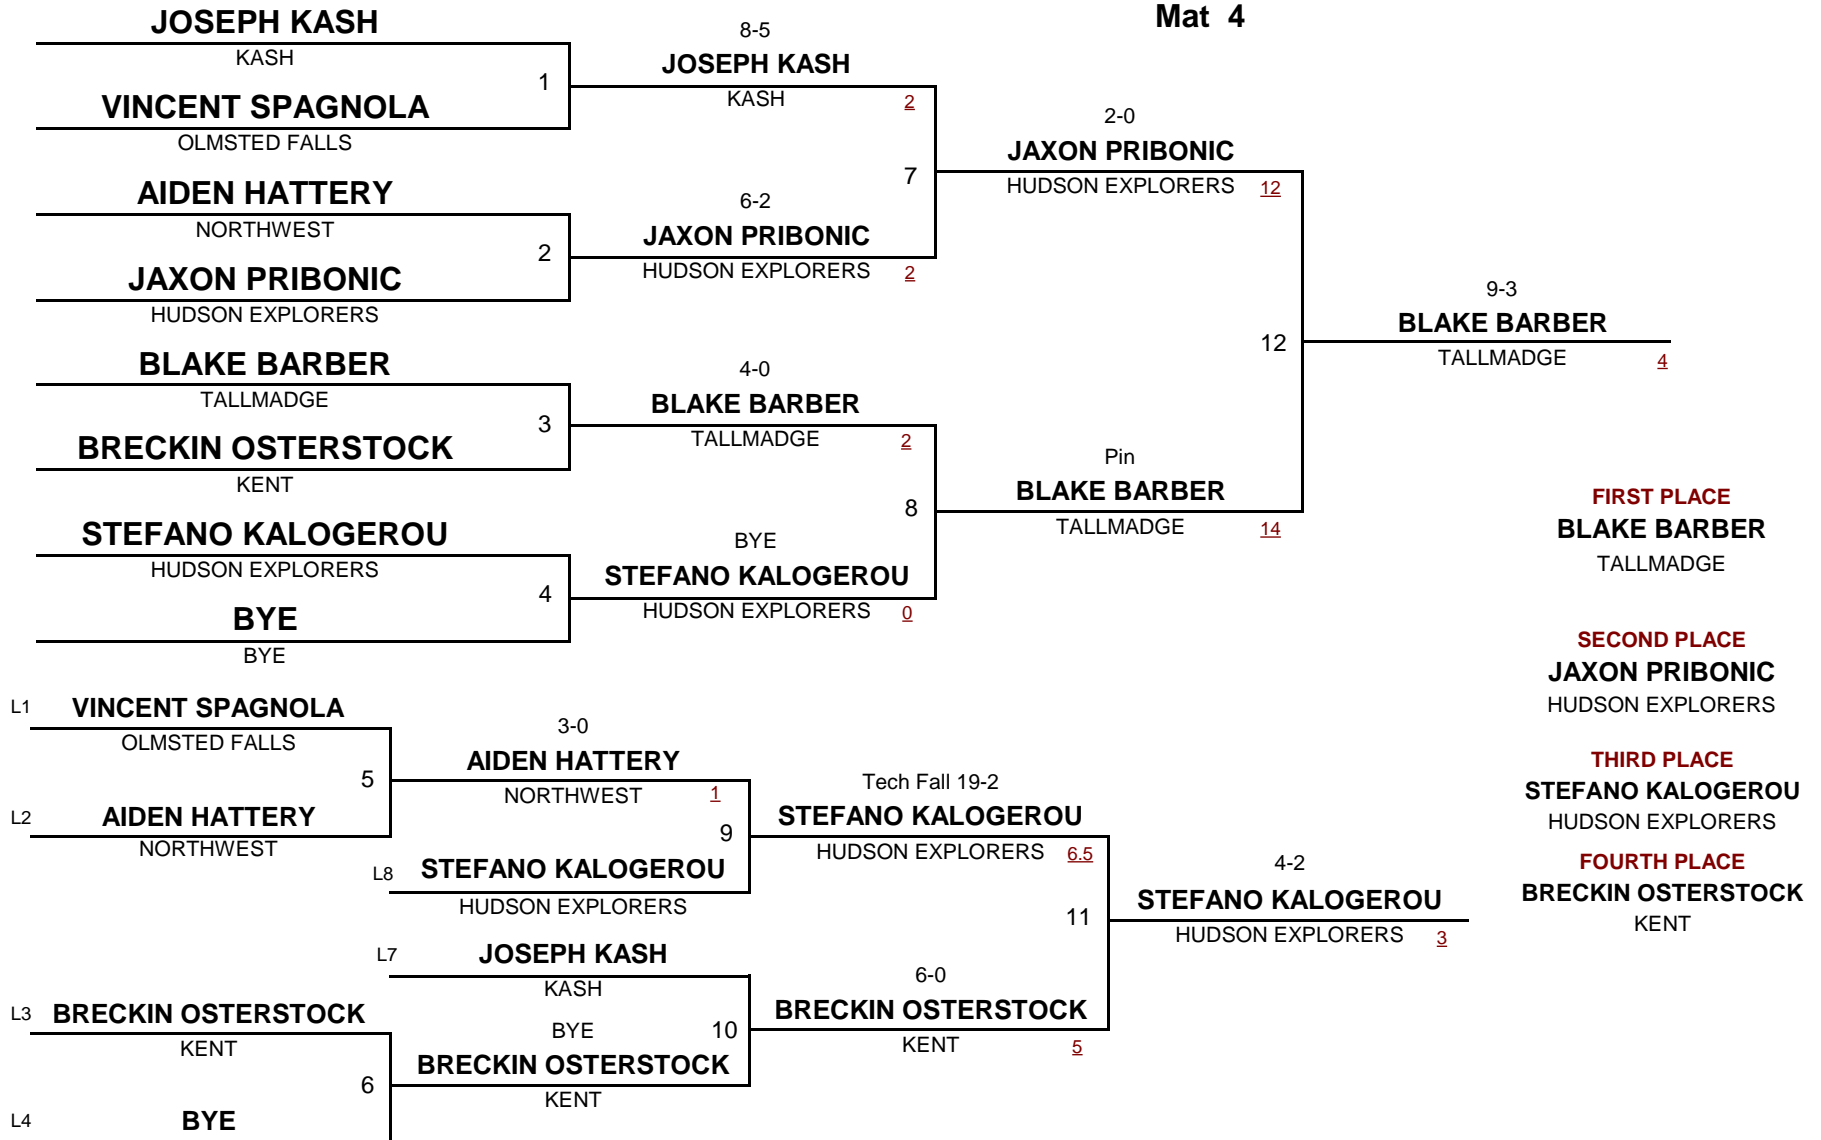 Mat 4
JOSEPH KASH
KASH
1
VINCENT SPAGNOLA
OLMSTED FALLS
AIDEN HATTERY
NORTHWEST
2
JAXON PRIBONIC
HUDSON EXPLORERS
BLAKE BARBER
TALLMADGE
3
BRECKIN OSTERSTOCK
KENT
STEFANO KALOGEROU
HUDSON EXPLORERS
4
BYE
BYE
8-5
JOSEPH KASH
KASH 2
7
6-2
JAXON PRIBONIC
HUDSON EXPLORERS 2
4-0
BLAKE BARBER
TALLMADGE 2
8
BYE
STEFANO KALOGEROU
HUDSON EXPLORERS 0
2-0
JAXON PRIBONIC
HUDSON EXPLORERS 12
12
Pin
BLAKE BARBER
TALLMADGE 14
9-3
BLAKE BARBER
TALLMADGE 4
FIRST PLACE
BLAKE BARBER
TALLMADGE
SECOND PLACE
JAXON PRIBONIC
HUDSON EXPLORERS
THIRD PLACE
STEFANO KALOGEROU
HUDSON EXPLORERS
FOURTH PLACE
BRECKIN OSTERSTOCK
KENT
L1 VINCENT SPAGNOLA
OLMSTED FALLS
5
L2 AIDEN HATTERY
NORTHWEST
L3 BRECKIN OSTERSTOCK
KENT
6
L4 BYE
3-0
AIDEN HATTERY
NORTHWEST 1
9
L8 STEFANO KALOGEROU
HUDSON EXPLORERS
L7 JOSEPH KASH
KASH
BYE 10
BRECKIN OSTERSTOCK
KENT
Tech Fall 19-2
STEFANO KALOGEROU
HUDSON EXPLORERS 6.5
11
6-0
BRECKIN OSTERSTOCK
KENT 5
4-2
STEFANO KALOGEROU
HUDSON EXPLORERS 3